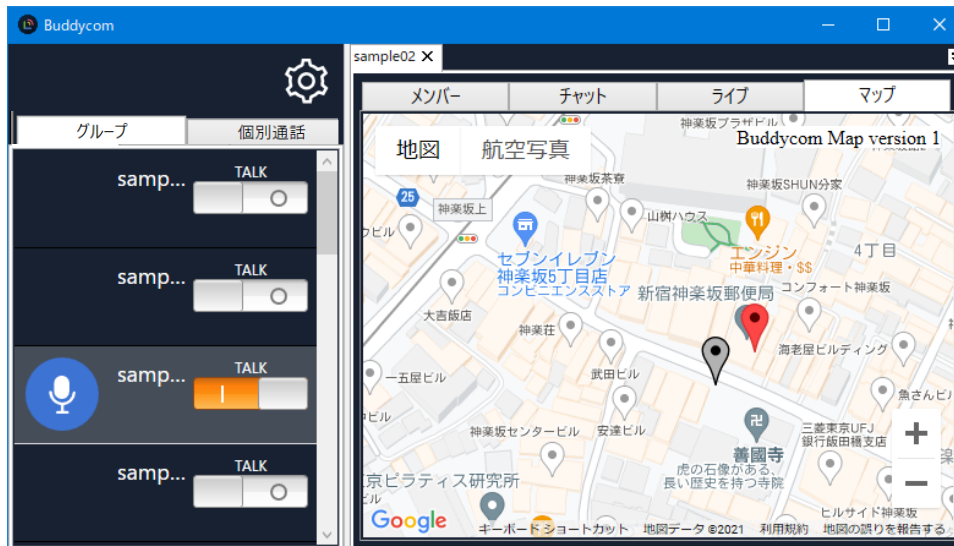 Buddycom
グループ
個別通話
samp...
TALK
samp...
TALK
samp...
TALK
samp...
TALK
sample02
メンバー
チャット
ライブ
マップ
地図
航空写真
神楽坂プラザビル
Buddycom Map version 1
神楽坂茶寮
神楽坂SHUN分家
25
神楽坂上
山桝ハウス
エンジン
中華料理・$$
4丁目
セブンイレブン
神楽坂5丁目店
コンビニエンスストア
新宿神楽坂郵便局
コンフォート神楽坂
大吉飯店
神楽荘
海老屋ビルディング
一五屋ビル
武田ビル
魚さんビル
神楽坂センタービル
安達ビル
三菱東京UFJ
銀行飯田橋支店
善國寺
虎の石像がある、
長い歴史を持つ寺院
京ピラティス研究所
ヒルサイド神楽坂
Google
キーボード ショートカット
地図データ ©2021
利用規約
地図の誤りを報告する